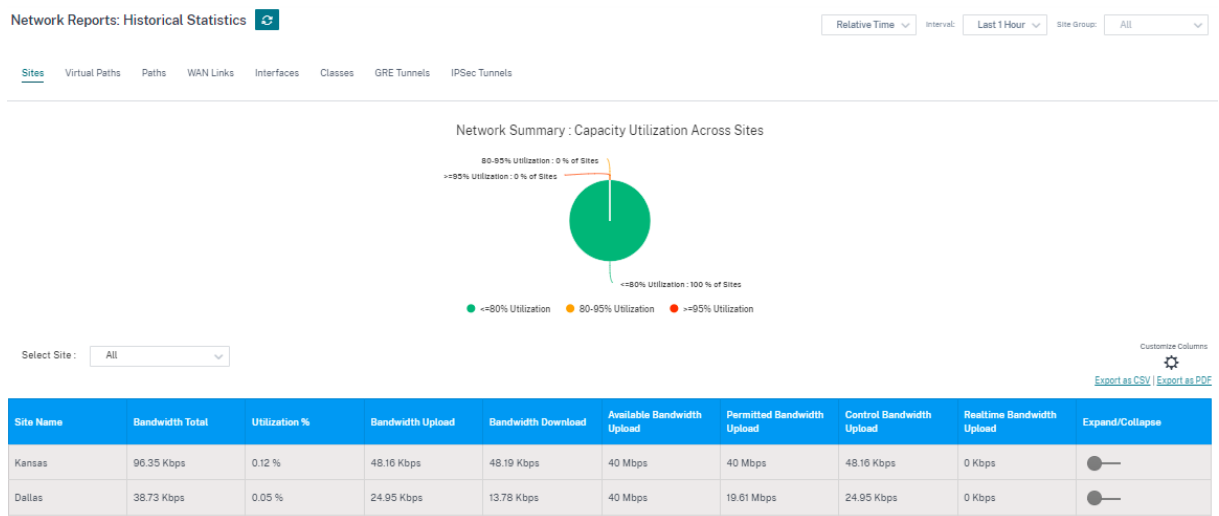 Network Reports: Historical Statistics
Relative Time Interval: Last 1 Hour Site Group: All
Sites Virtual Paths Paths WAN Links Interfaces Classes GRE Tunnels IPSec Tunnels
Network Summary : Capacity Utilization Across Sites
80-95% Utilization : 0 % of Sites
>=95% Utilization : 0 % of Sites
<=80% Utilization : 100 % of Sites
<=80% Utilization 80-95% Utilization >=95% Utilization
Select Site : All
Customize Columns
Export as CSV | Export as PDF
Site Name Bandwidth Total Utilization % Bandwidth Upload Bandwidth Download Available Bandwidth Upload Permitted Bandwidth Upload Control Bandwidth Upload Realtime Bandwidth Upload Expand/Collapse
Kansas 96.35 Kbps 0.12 % 48.16 Kbps 48.19 Kbps 40 Mbps 40 Mbps 48.16 Kbps 0 Kbps
Dallas 38.73 Kbps 0.05 % 24.95 Kbps 13.78 Kbps 40 Mbps 19.61 Mbps 24.95 Kbps 0 Kbps